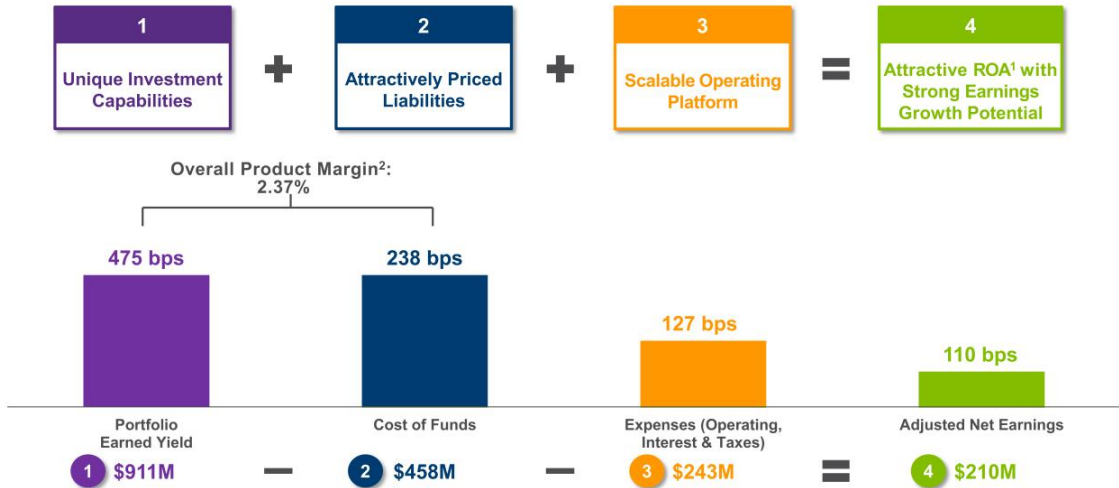 1
Unique Investment
Capabilities
+
2
Attractively Priced
Liabilities
+
3
Scalable Operating
Platform
=
4
Attractive ROA¹ with
Strong Earnings
Growth Potential
Overall Product Margin²:
2.37%
475 bps
238 bps
127 bps
110 bps
Portfolio
Earned Yield
Cost of Funds
Expenses (Operating,
Interest & Taxes)
Adjusted Net Earnings
1 $911M − 2 $458M − 3 $243M = 4 $210M